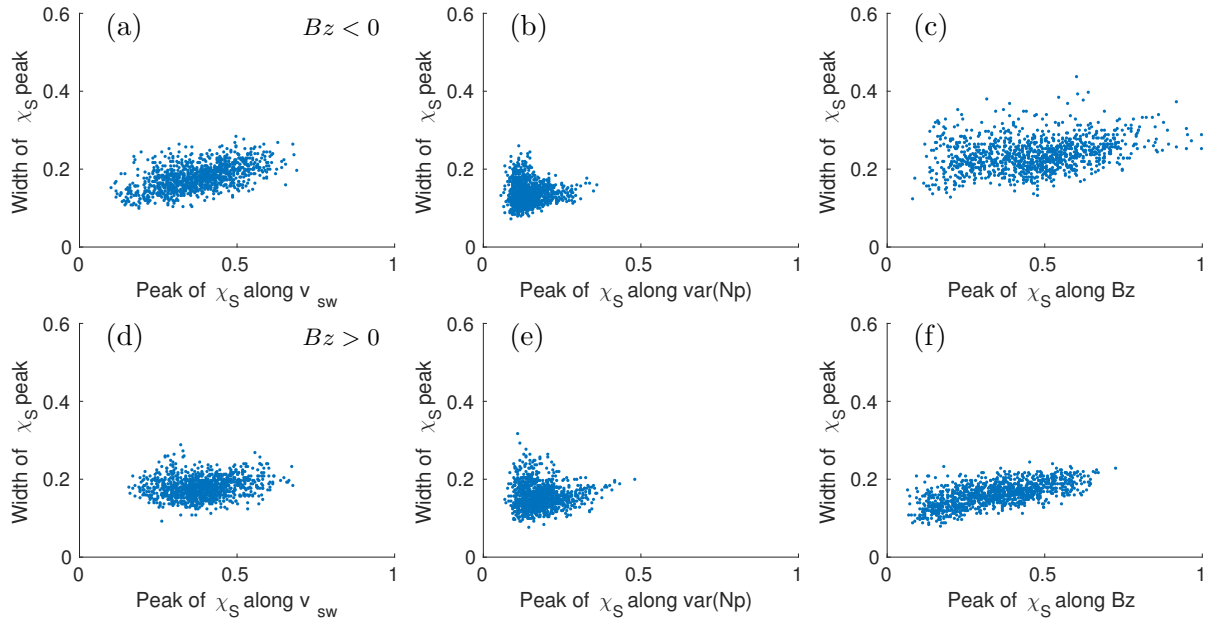 (a)
Bz < 0
0.6
0.4
0.2
0
0
0.5
1
Width of χS peak
Peak of χS along v sw
(b)
0.6
0.4
0.2
0
0
0.5
1
Width of χS peak
Peak of χS along var(Np)
(c)
0.6
0.4
0.2
0
0
0.5
1
Width of χS peak
Peak of χS along Bz
(d)
Bz > 0
0.6
0.4
0.2
0
0
0.5
1
Width of χS peak
Peak of χS along v sw
(e)
0.6
0.4
0.2
0
0
0.5
1
Width of χS peak
Peak of χS along var(Np)
(f)
0.6
0.4
0.2
0
0
0.5
1
Width of χS peak
Peak of χS along Bz